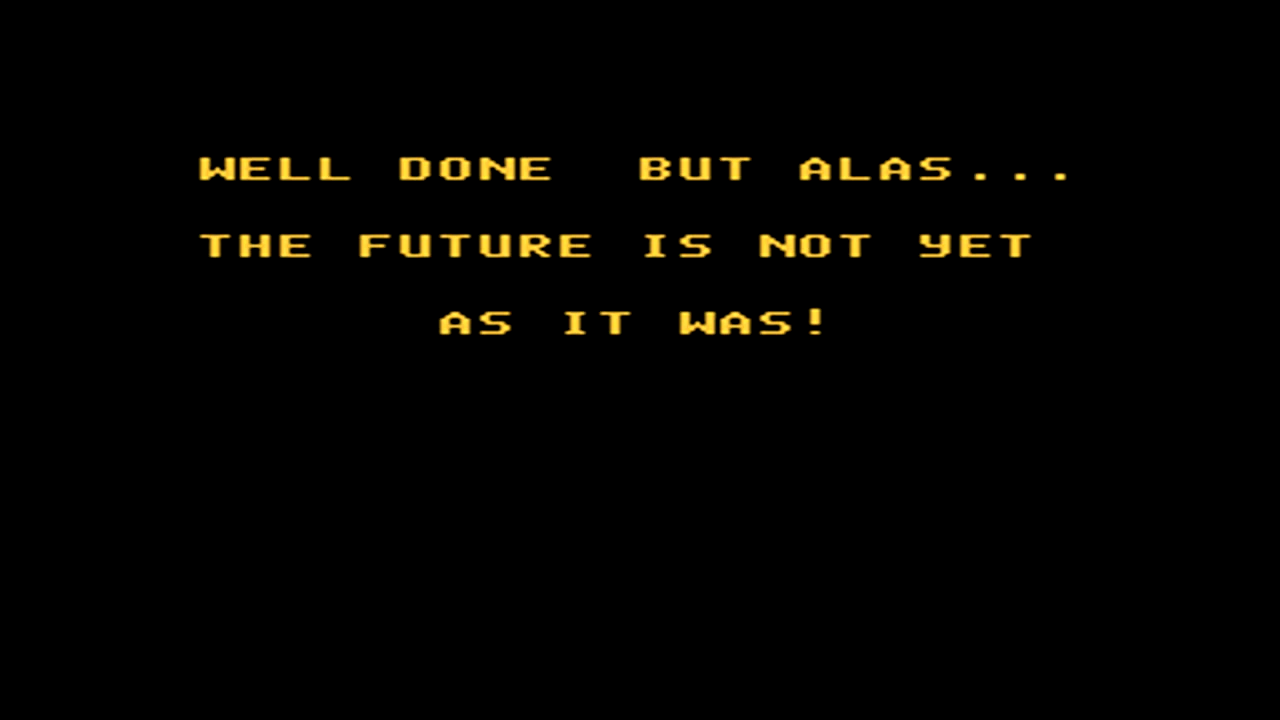 WELL DONE  BUT ALAS...
THE FUTURE IS NOT YET
AS IT WAS!